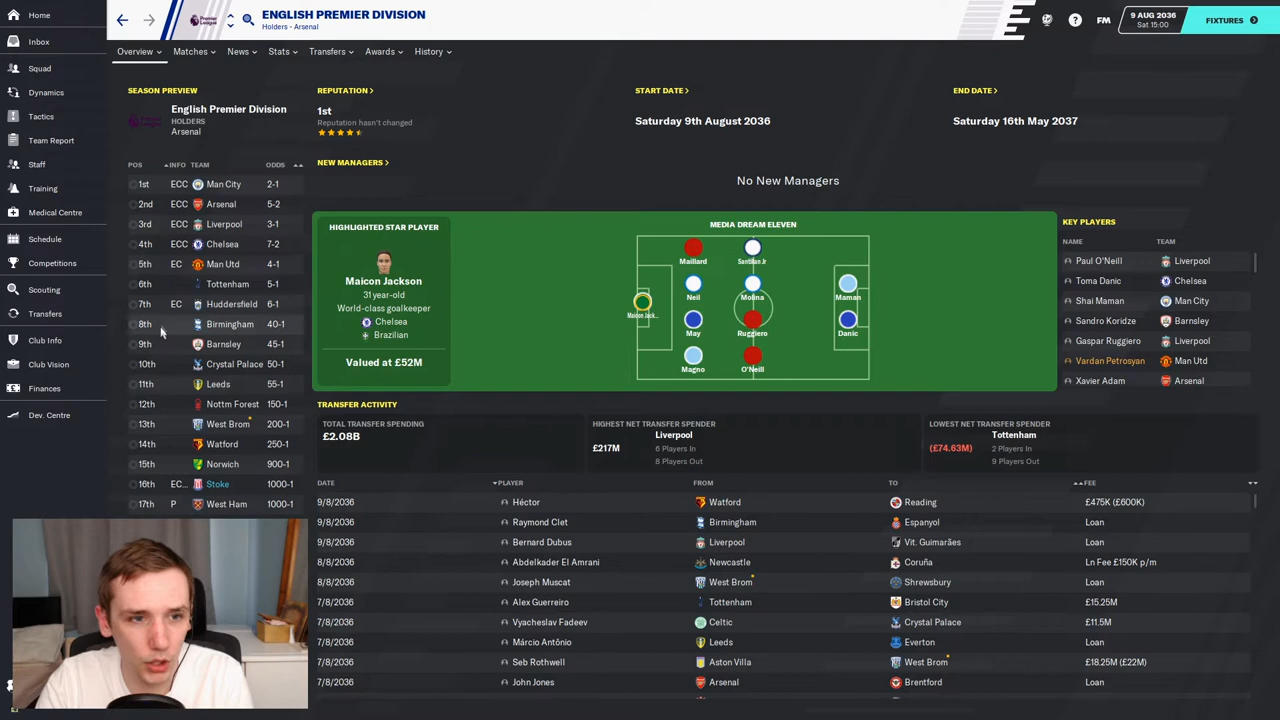 Home
Inbox
Squad
Dynamics
Tactics
Team Report
Staff
Training
Medical Centre
Schedule
Competitions
Scouting
Transfers
Club Info
Club Vision
Finances
Dev. Centre
ENGLISH PREMIER DIVISION
Holders - Arsenal
FM
9 AUG 2036
Sat 15:00
FIXTURES
Overview Matches News Stats Transfers Awards History
SEASON PREVIEW
English Premier Division
HOLDERS
Arsenal
POS INFO TEAM ODDS
1st ECC Man City 2-1
2nd ECC Arsenal 5-2
3rd ECC Liverpool 3-1
4th ECC Chelsea 7-2
5th EC Man Utd 4-1
6th Tottenham 5-1
7th EC Huddersfield 6-1
8th Birmingham 40-1
9th Barnsley 45-1
10th Crystal Palace 50-1
11th Leeds 55-1
12th Nottm Forest 150-1
13th West Brom 200-1
14th Watford 250-1
15th Norwich 900-1
16th EC... Stoke 1000-1
17th P West Ham 1000-1
REPUTATION
1st
Reputation hasn't changed
START DATE
Saturday 9th August 2036
END DATE
Saturday 16th May 2037
NEW MANAGERS
No New Managers
HIGHLIGHTED STAR PLAYER
Maicon Jackson
31 year-old
World-class goalkeeper
Chelsea
Brazilian
Valued at £52M
MEDIA DREAM ELEVEN
Maillard
Santilian Jr
Neil
Molina
Maman
Maicon Jack...
May
Ruggiero
Danic
Magno
O'Neill
KEY PLAYERS
NAME TEAM
Paul O'Neill Liverpool
Toma Danic Chelsea
Shai Maman Man City
Sandro Koridze Barnsley
Gaspar Ruggiero Liverpool
Vardan Petrosyan Man Utd
Xavier Adam Arsenal
TRANSFER ACTIVITY
TOTAL TRANSFER SPENDING
£2.08B
HIGHEST NET TRANSFER SPENDER
£217M
Liverpool
6 Players In
8 Players Out
LOWEST NET TRANSFER SPENDER
(£74.63M)
Tottenham
2 Players In
9 Players Out
DATE PLAYER FROM TO FEE
9/8/2036 Héctor Watford Reading £475K (£600K)
9/8/2036 Raymond Clet Birmingham Espanyol Loan
9/8/2036 Bernard Dubus Liverpool Vit. Guimarães Loan
8/8/2036 Abdelkader El Amrani Newcastle Coruña Ln Fee £150K p/m
8/8/2036 Joseph Muscat West Brom Shrewsbury Loan
7/8/2036 Alex Guerreiro Tottenham Bristol City £15.25M
7/8/2036 Vyacheslav Fadeev Celtic Crystal Palace £11.5M
7/8/2036 Márcio Antônio Leeds Everton Loan
7/8/2036 Seb Rothwell Aston Villa West Brom £18.25M (£22M)
7/8/2036 John Jones Arsenal Brentford Loan